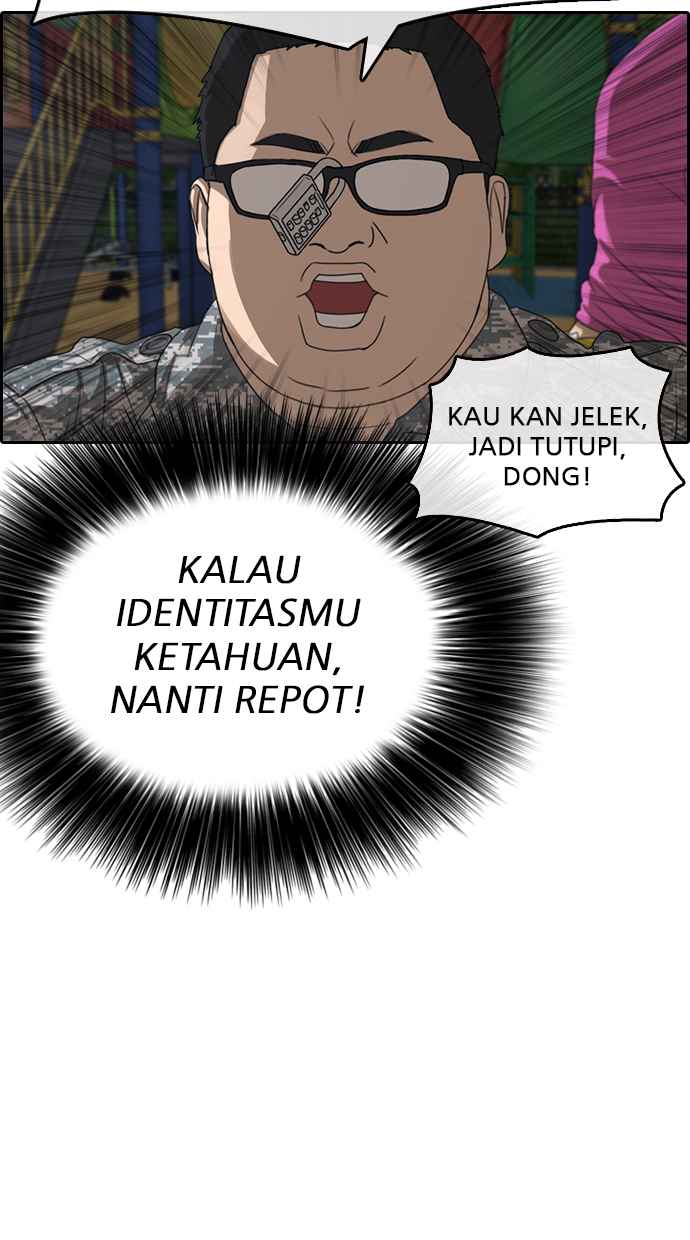 KAU KAN JELEK,
JADI TUTUPI,
DONG!
KALAU
IDENTITASMU
KETAHUAN,
NANTI REPOT!